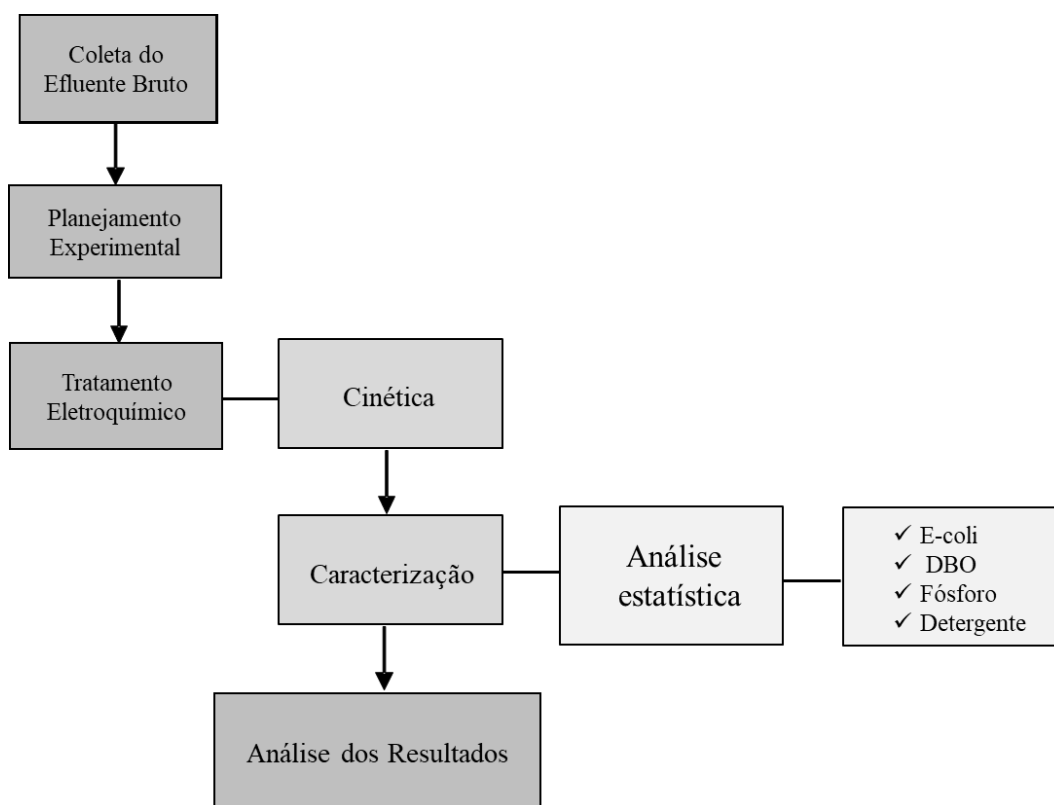 Coleta do
Efluente Bruto
Planejamento
Experimental
Tratamento
Eletroquímico
Cinética
Caracterização
Análise
estatística
✓ E-coli
✓ DBO
✓ Fósforo
✓ Detergente
Análise dos Resultados